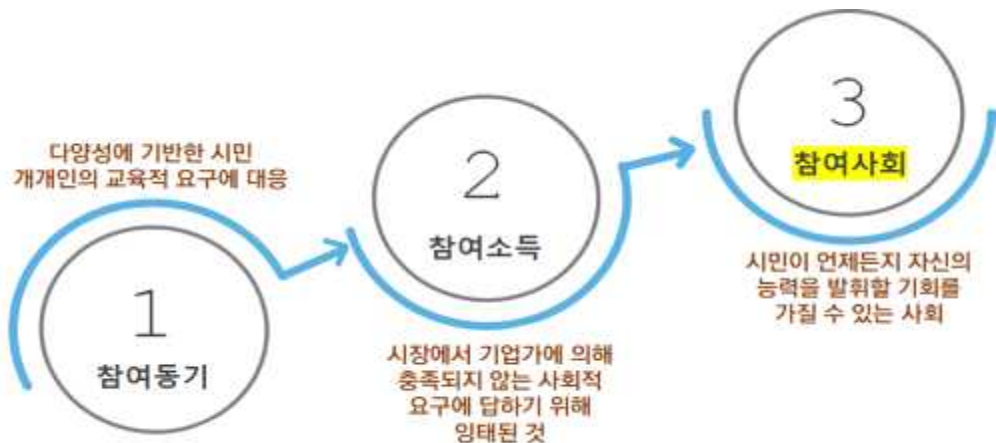 다양성에 기반한 시민
개개인의 교육적 요구에 대응
1
참여동기
2
참여소득
시장에서 기업가에 의해
충족되지 않는 사회적
요구에 답하기 위해
잉태된 것
3
참여사회
시민이 언제든지 자신의
능력을 발휘할 기회를
가질 수 있는 사회